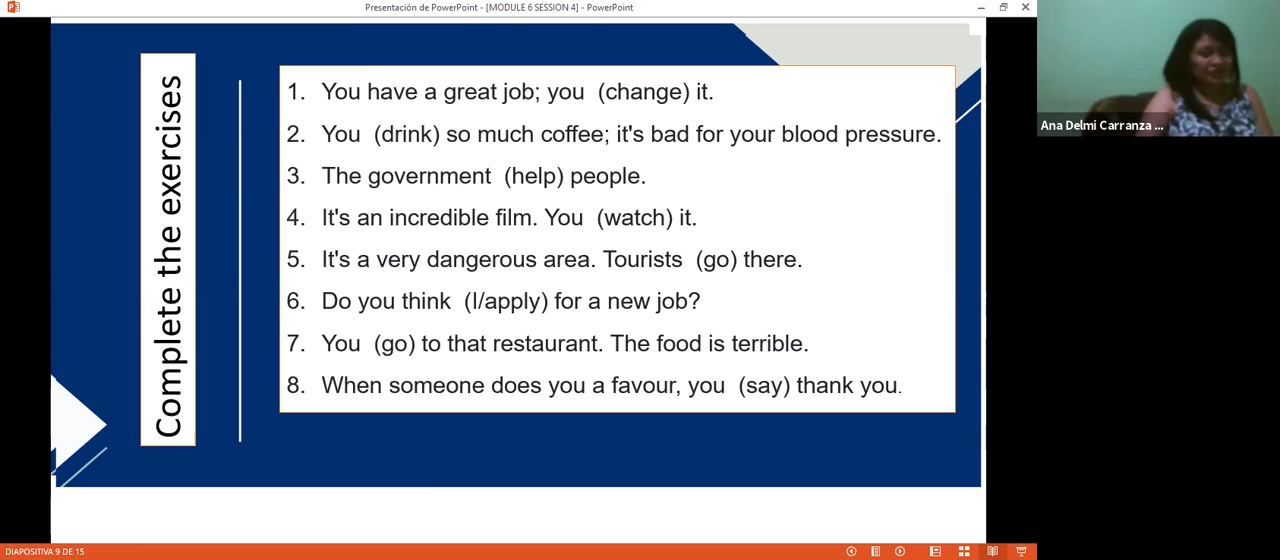 Presentación de PowerPoint - [MODULE 6 SESSION 4] - PowerPoint
Complete the exercises
1. You have a great job; you (change) it.
2. You (drink) so much coffee; it's bad for your blood pressure.
3. The government (help) people.
4. It's an incredible film. You (watch) it.
5. It's a very dangerous area. Tourists (go) there.
6. Do you think (I/apply) for a new job?
7. You (go) to that restaurant. The food is terrible.
8. When someone does you a favour, you (say) thank you.
Ana Delmi Carranza ...
DIAPOSITIVA 9 DE 15